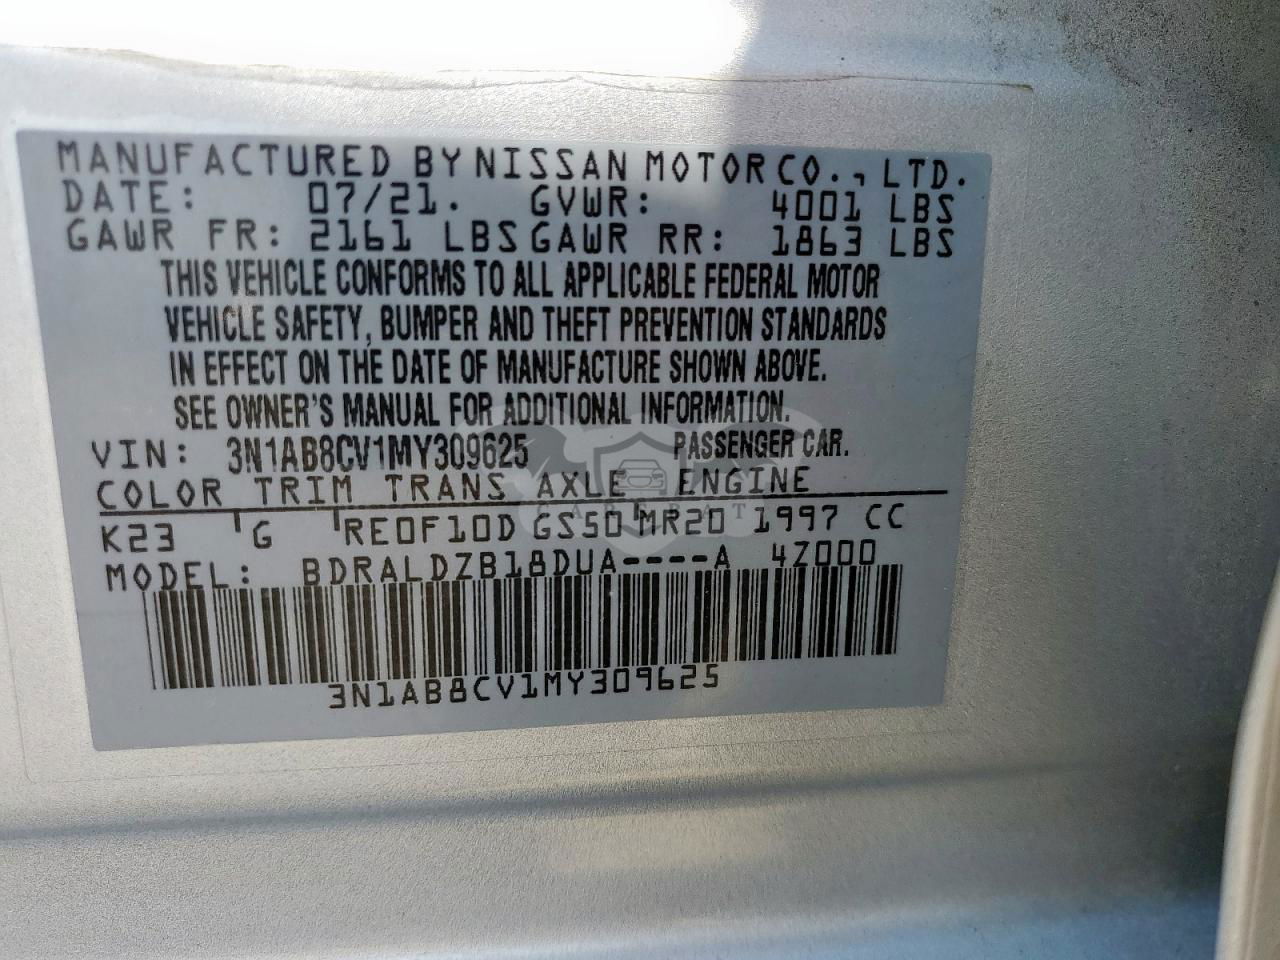 MANUFACTURED BY NISSAN MOTOR CO., LTD.
DATE: 07/21. GVWR: 4001 LBS
GAWR FR: 2161 LBS GAWR RR: 1863 LBS
THIS VEHICLE CONFORMS TO ALL APPLICABLE FEDERAL MOTOR
VEHICLE SAFETY, BUMPER AND THEFT PREVENTION STANDARDS
IN EFFECT ON THE DATE OF MANUFACTURE SHOWN ABOVE.
SEE OWNER'S MANUAL FOR ADDITIONAL INFORMATION.
VIN: 3N1AB8CV1MY309625 PASSENGER CAR.
COLOR TRIM TRANS AXLE ENGINE
K23 G RE0F10D GS50 MR20 1997 CC
MODEL: BDRALDZB18DUA----A 4Z000
3N1AB8CV1MY309625